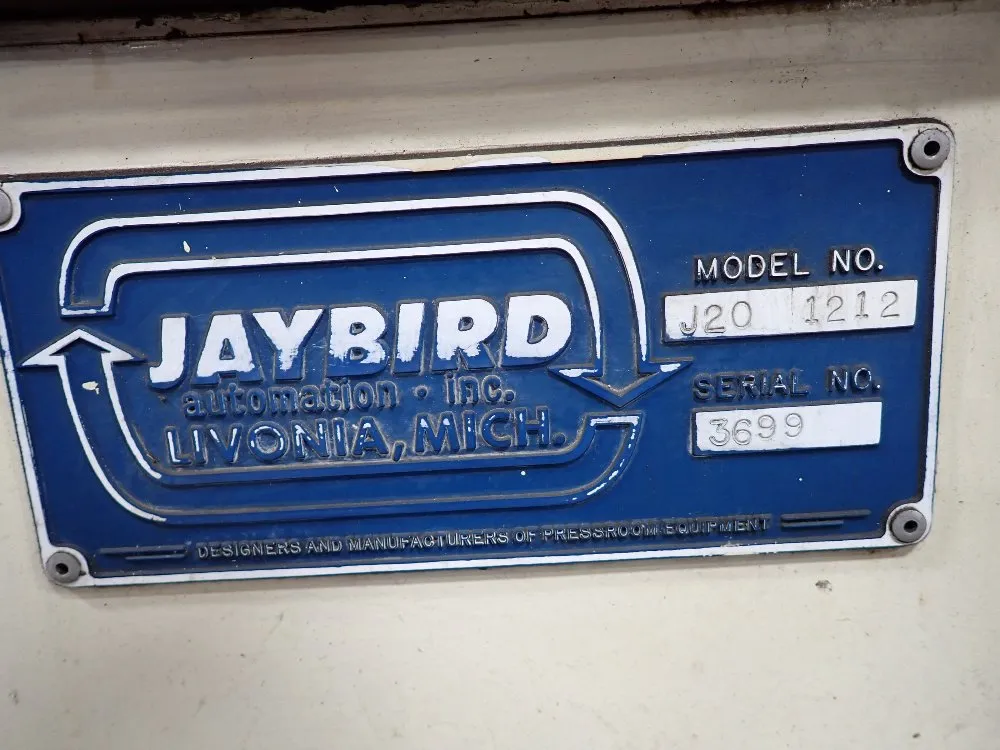 JAYBIRD
automation · inc.
LIVONIA, MICH.
MODEL NO.
J20 1212
SERIAL NO.
3699
DESIGNERS AND MANUFACTURERS OF PRESSROOM EQUIPMENT